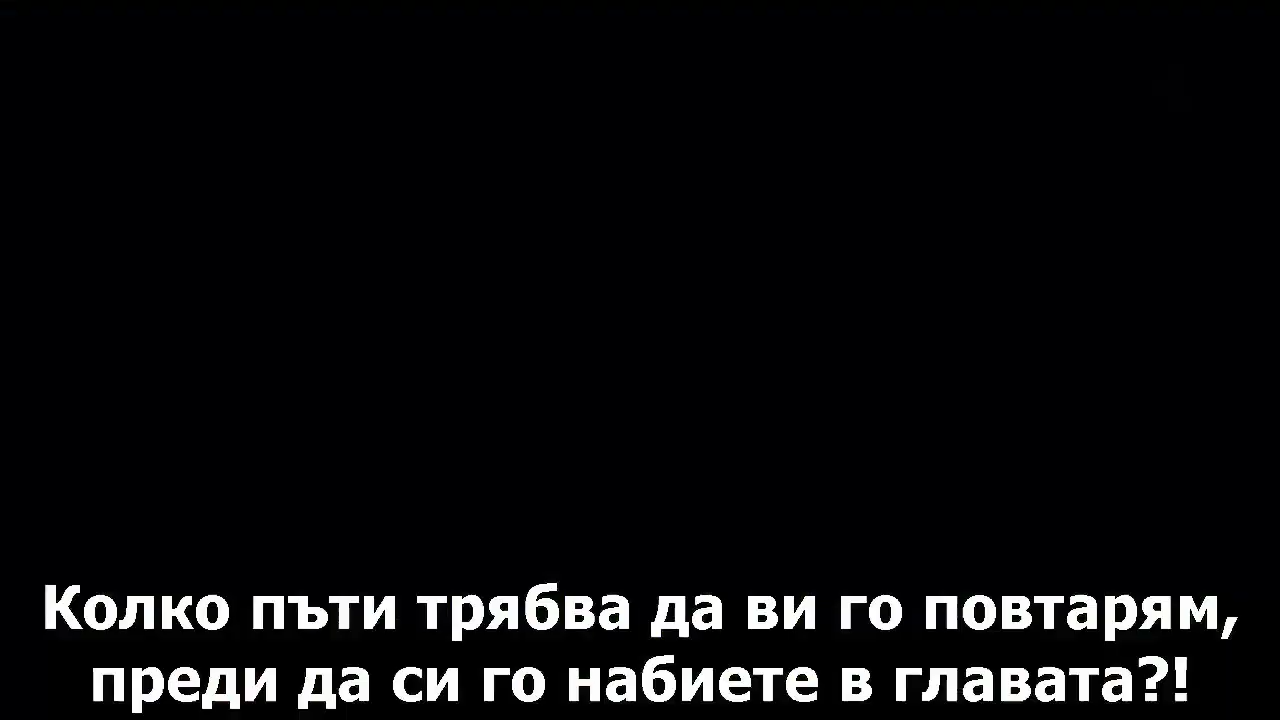 Колко пъти трябва да ви го повтарям,
преди да си го набиете в главата?!